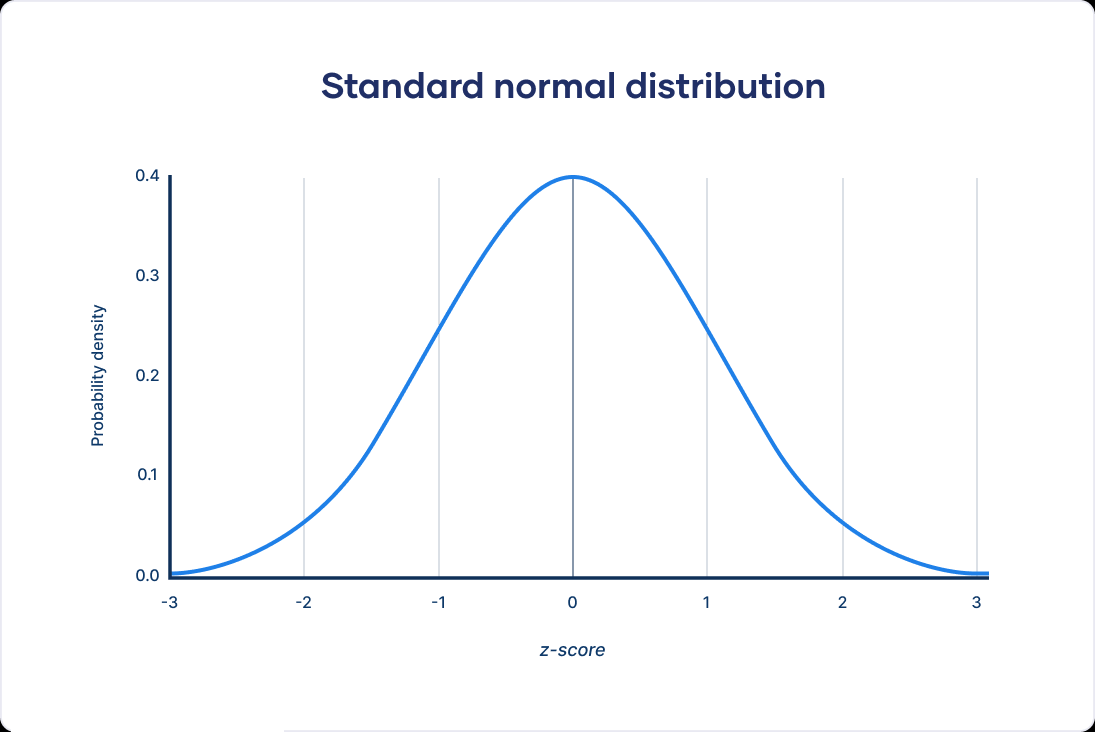 Standard normal distribution
0.4
0.3
0.2
0.1
0.0
Probability density
-3 -2 -1 0 1 2 3
z-score